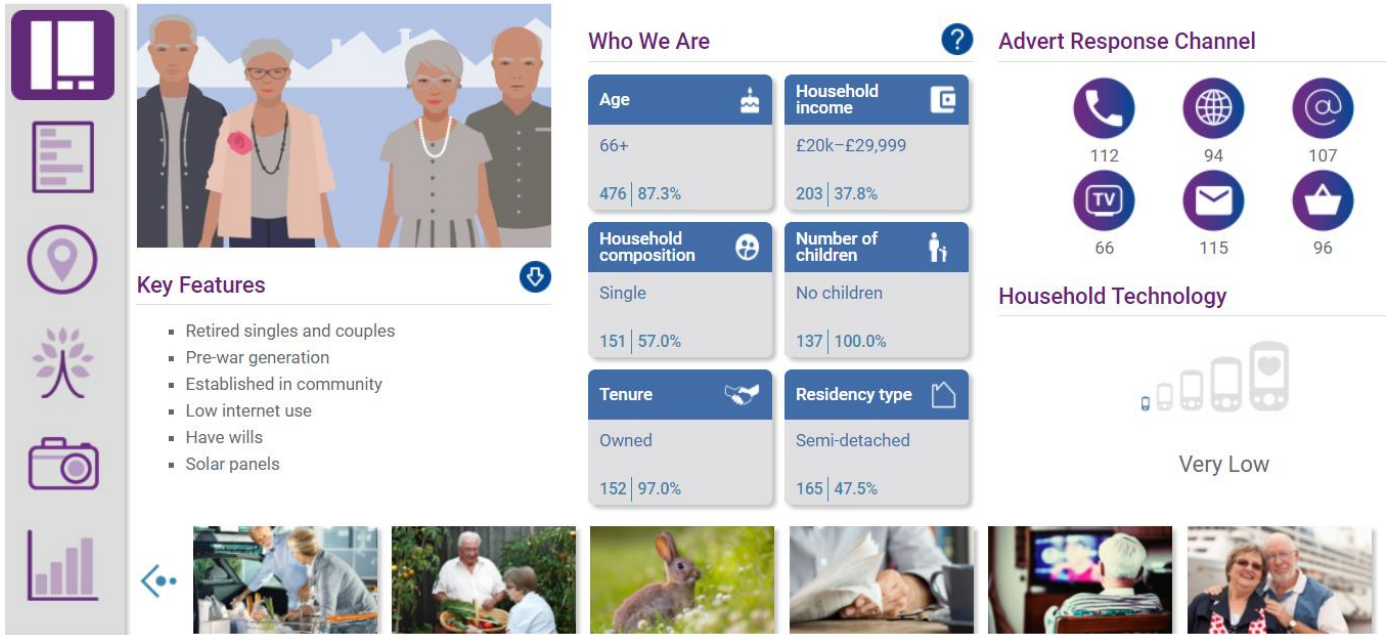 Who We Are
?
Age
66+
476 | 87.3%
Household
income
£20k–£29,999
203 | 37.8%
Household
composition
Single
151 | 57.0%
Number of
children
No children
137 | 100.0%
Tenure
Owned
152 | 97.0%
Residency type
Semi-detached
165 | 47.5%
Key Features
Retired singles and couples
Pre-war generation
Established in community
Low internet use
Have wills
Solar panels
Advert Response Channel
@
112
94
107
TV
66
115
96
Household Technology
Very Low